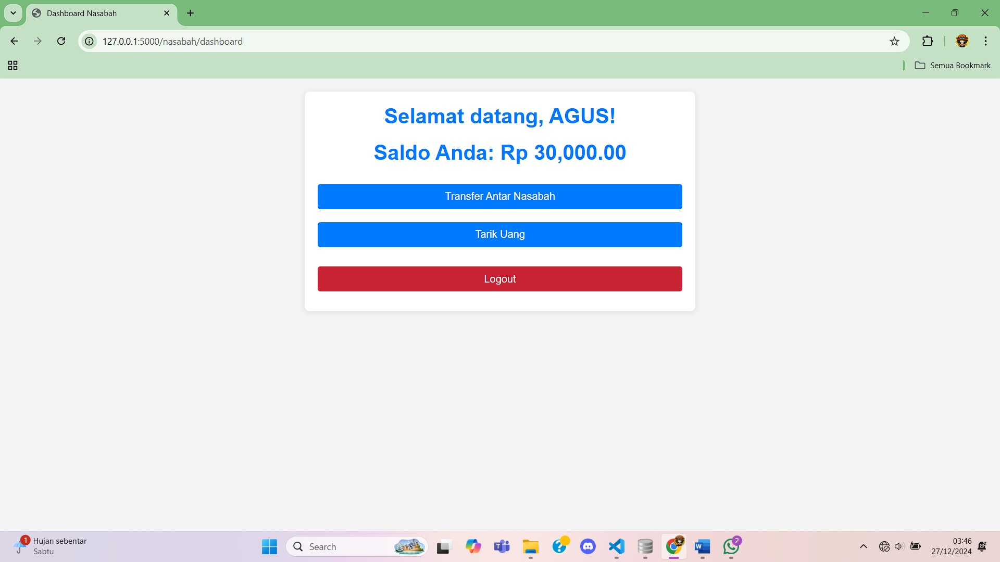 Dashboard Nasabah
127.0.0.1:5000/nasabah/dashboard
Semua Bookmark
Selamat datang, AGUS!
Saldo Anda: Rp 30,000.00
Transfer Antar Nasabah
Tarik Uang
Logout
1
Hujan sebentar
Sabtu
Search
2
03:46
27/12/2024